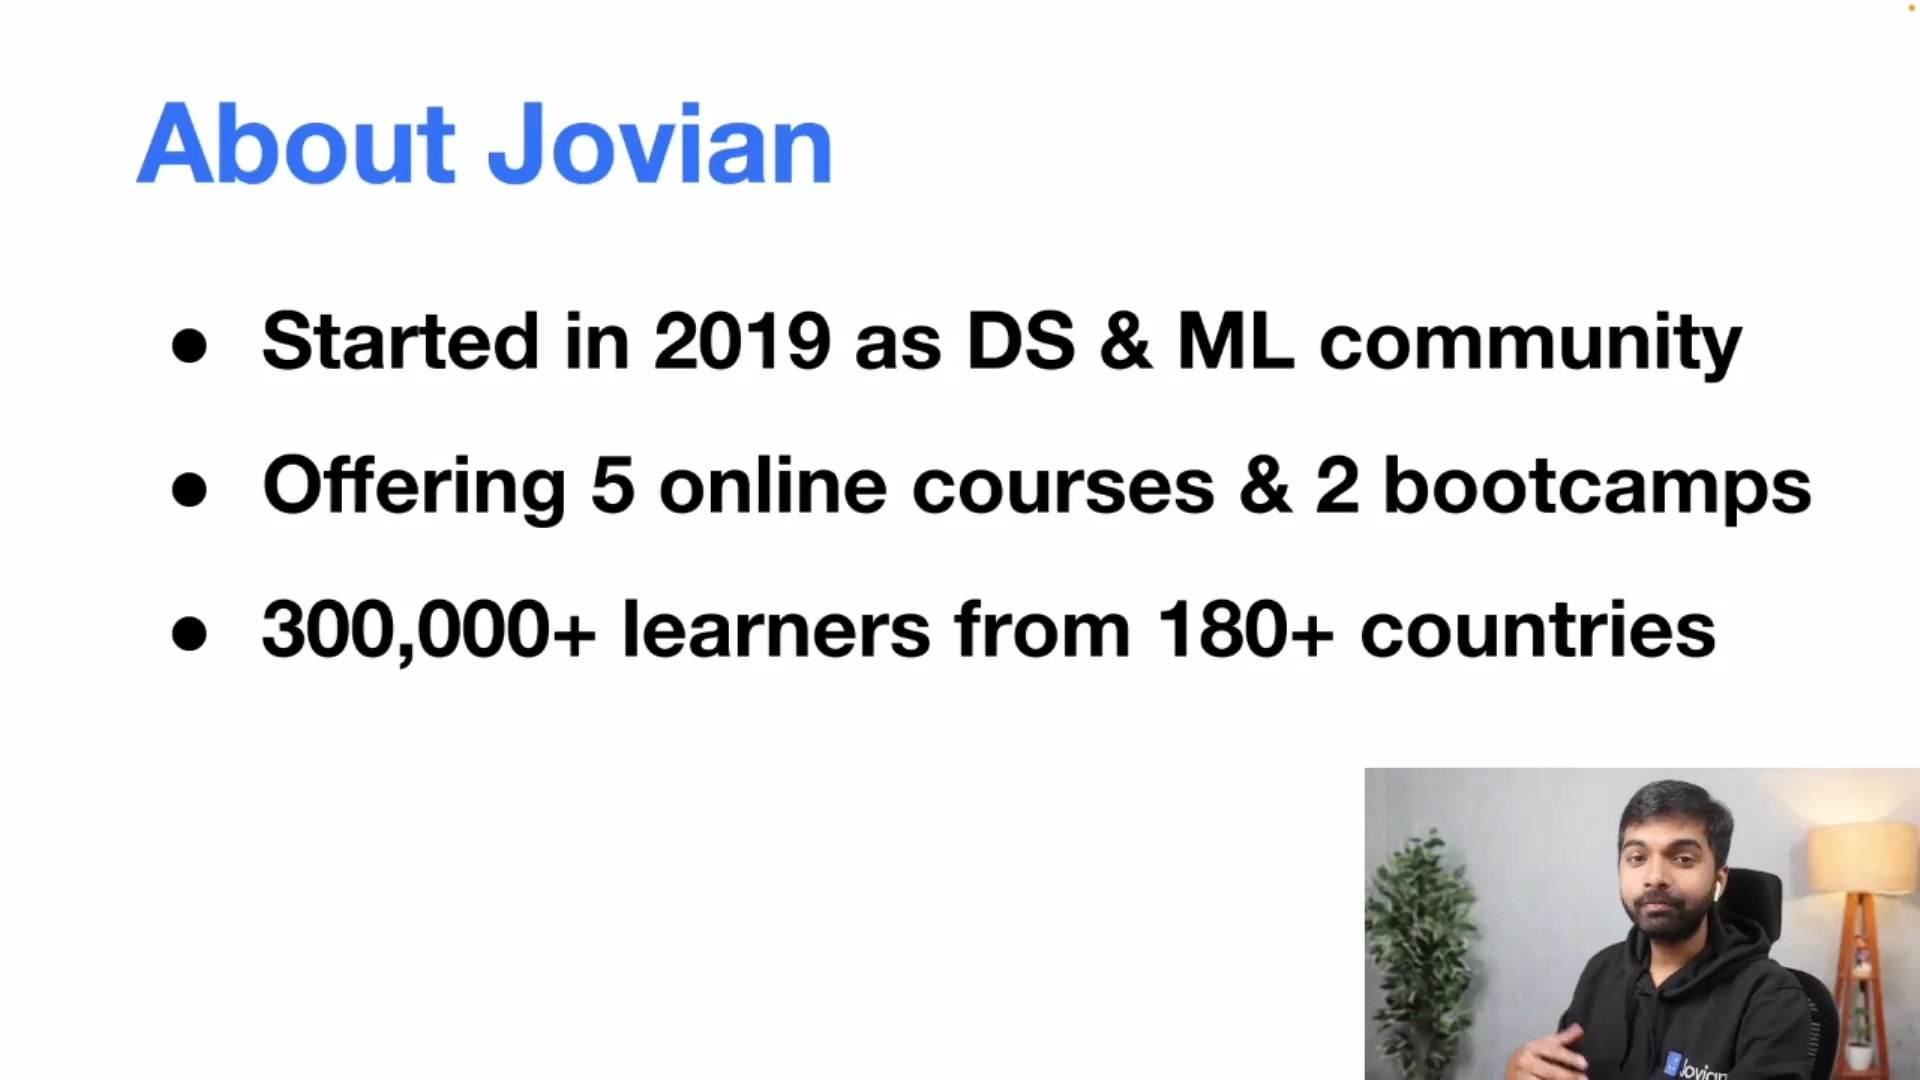 About Jovian
● Started in 2019 as DS & ML community
● Offering 5 online courses & 2 bootcamps
● 300,000+ learners from 180+ countries
Jovian